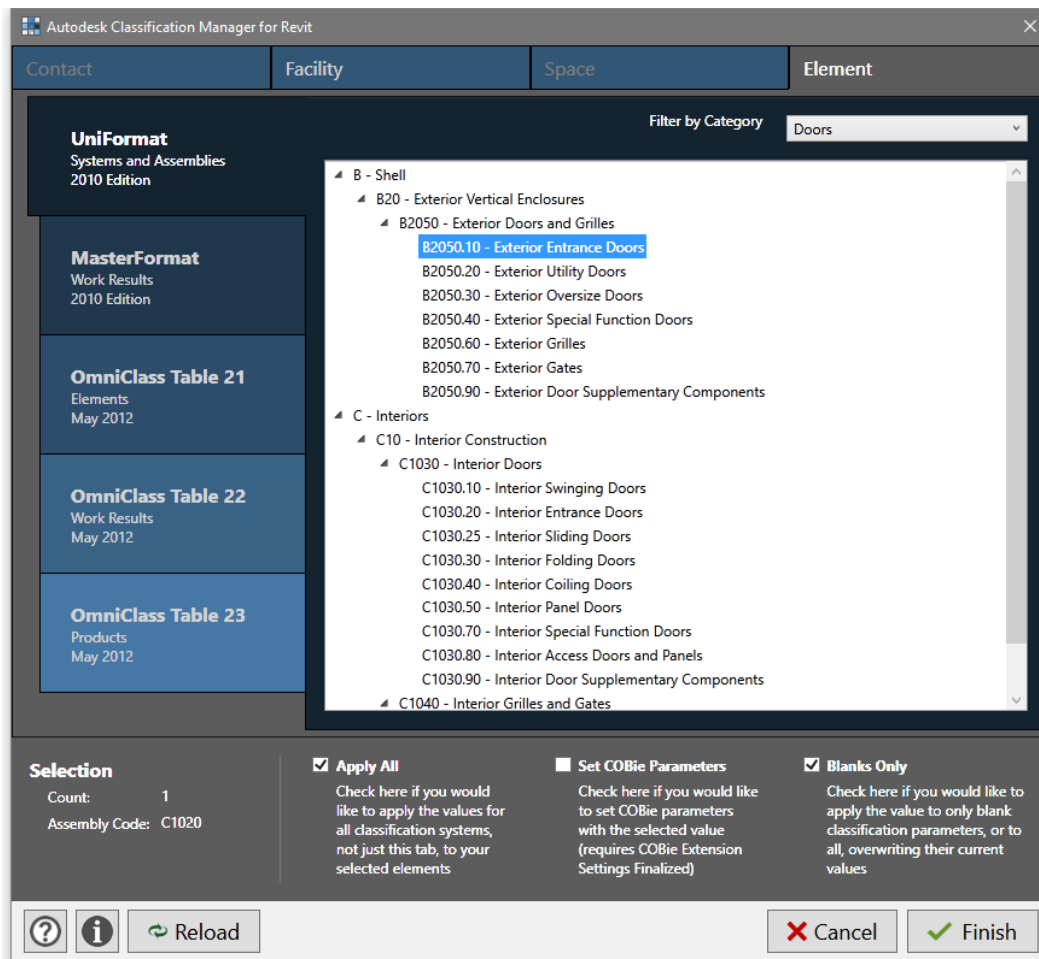 Autodesk Classification Manager for Revit
Contact
Facility
Space
Element
UniFormat
Systems and Assemblies
2010 Edition
MasterFormat
Work Results
2010 Edition
OmniClass Table 21
Elements
May 2012
OmniClass Table 22
Work Results
May 2012
OmniClass Table 23
Products
May 2012
Filter by Category
Doors
B - Shell
B20 - Exterior Vertical Enclosures
B2050 - Exterior Doors and Grilles
B2050.10 - Exterior Entrance Doors
B2050.20 - Exterior Utility Doors
B2050.30 - Exterior Oversize Doors
B2050.40 - Exterior Special Function Doors
B2050.60 - Exterior Grilles
B2050.70 - Exterior Gates
B2050.90 - Exterior Door Supplementary Components
C - Interiors
C10 - Interior Construction
C1030 - Interior Doors
C1030.10 - Interior Swinging Doors
C1030.20 - Interior Entrance Doors
C1030.25 - Interior Sliding Doors
C1030.30 - Interior Folding Doors
C1030.40 - Interior Coiling Doors
C1030.50 - Interior Panel Doors
C1030.70 - Interior Special Function Doors
C1030.80 - Interior Access Doors and Panels
C1030.90 - Interior Door Supplementary Components
C1040 - Interior Grilles and Gates
Selection
Count: 1
Assembly Code: C1020
Apply All
Check here if you would
like to apply the values for
all classification systems,
not just this tab, to your
selected elements
Set COBie Parameters
Check here if you would like
to set COBie parameters
with the selected value
(requires COBie Extension
Settings Finalized)
Blanks Only
Check here if you would like to
apply the value to only blank
classification parameters, or to
all, overwriting their current
values
Reload
Cancel
Finish